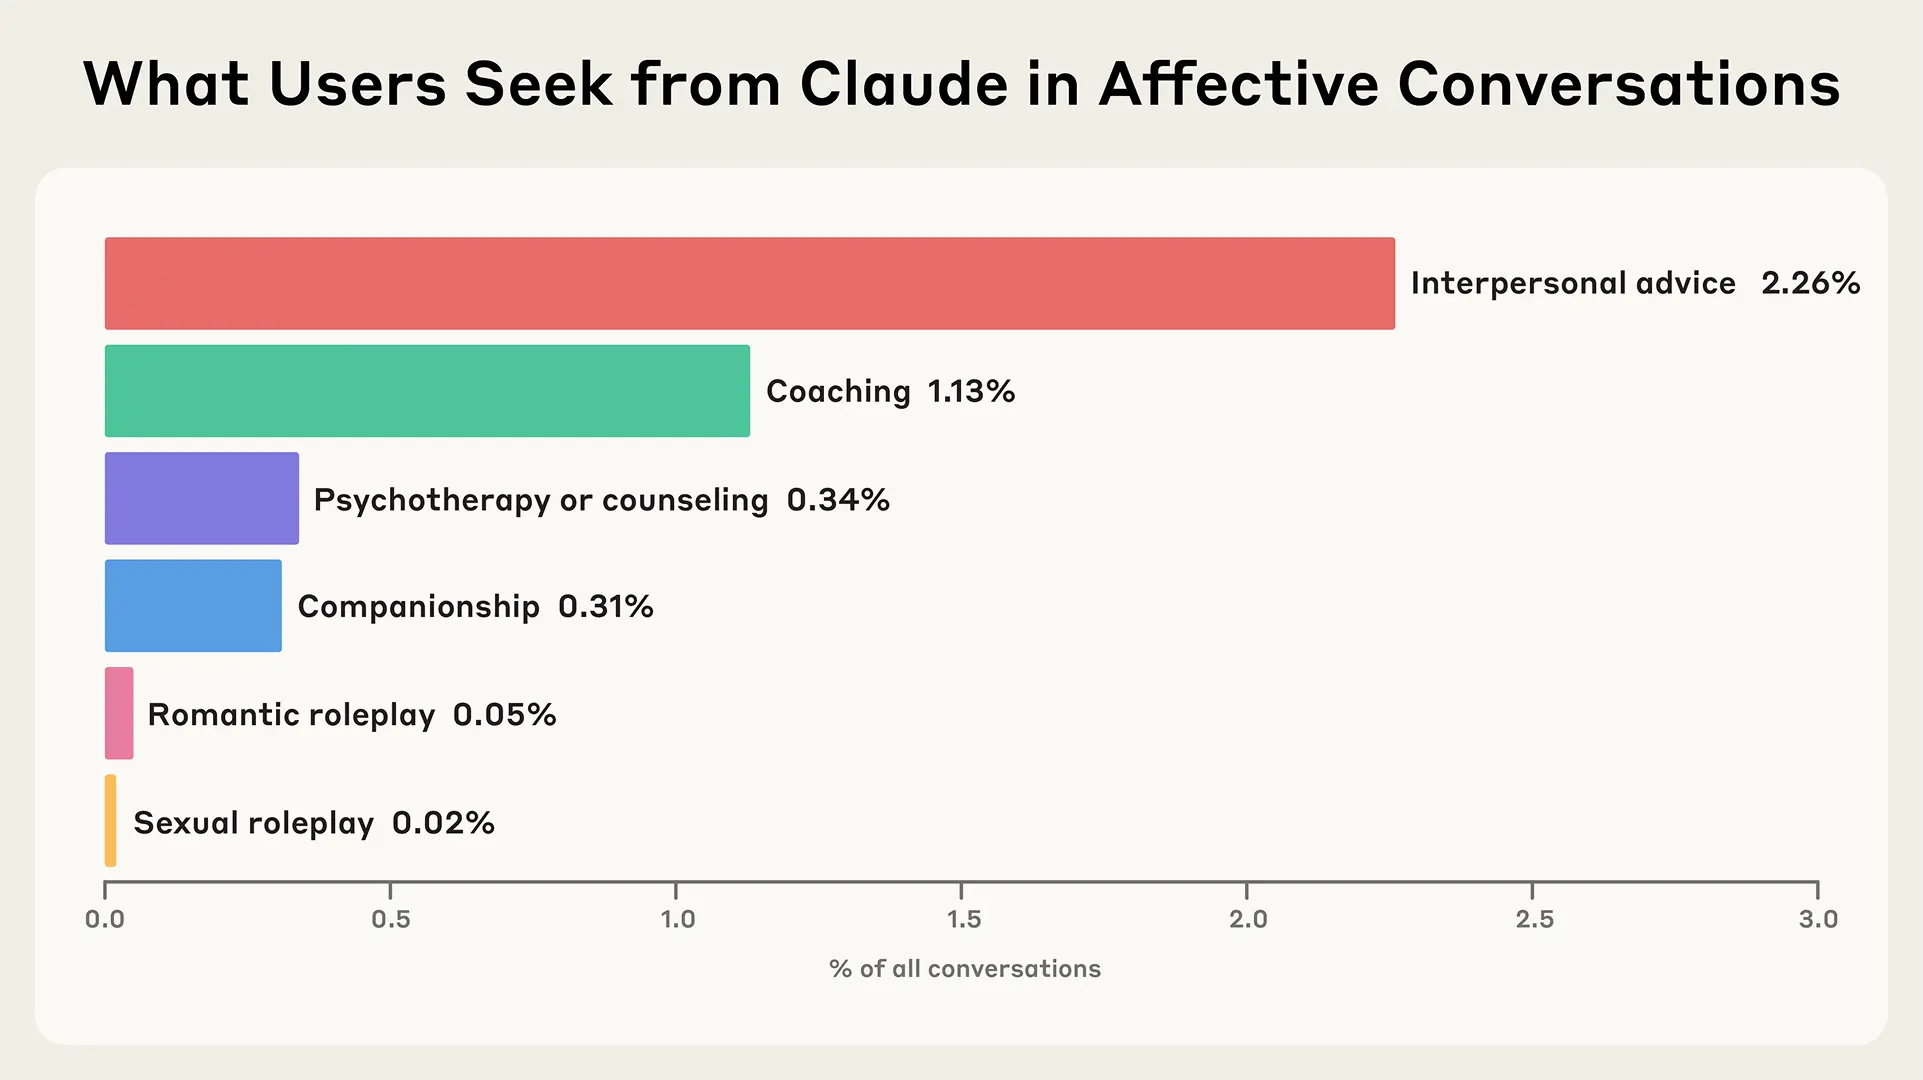 What Users Seek from Claude in Affective Conversations
Interpersonal advice 2.26%
Coaching 1.13%
Psychotherapy or counseling 0.34%
Companionship 0.31%
Romantic roleplay 0.05%
Sexual roleplay 0.02%
0.0 0.5 1.0 1.5 2.0 2.5 3.0
% of all conversations